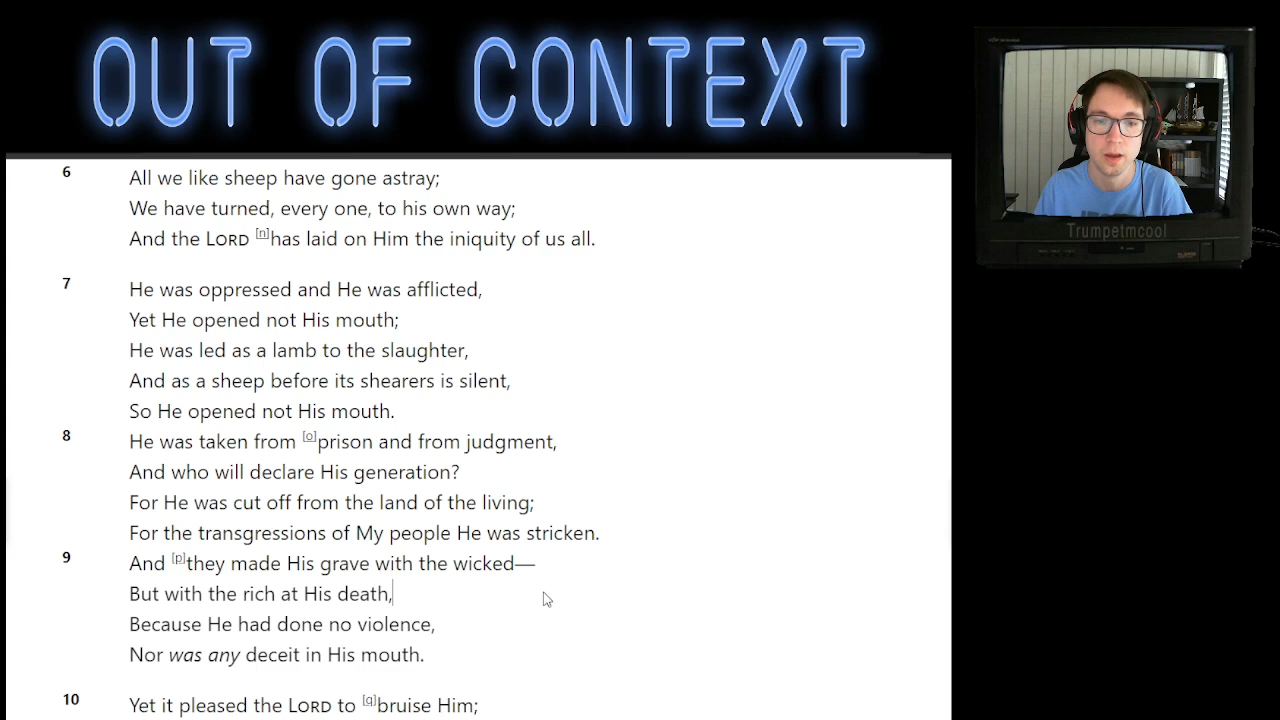 OUT OF CONTEXT
6 All we like sheep have gone astray;
We have turned, every one, to his own way;
And the LORD [n]has laid on Him the iniquity of us all.
7 He was oppressed and He was afflicted,
Yet He opened not His mouth;
He was led as a lamb to the slaughter,
And as a sheep before its shearers is silent,
So He opened not His mouth.
8 He was taken from [o]prison and from judgment,
And who will declare His generation?
For He was cut off from the land of the living;
For the transgressions of My people He was stricken.
9 And [p]they made His grave with the wicked—
But with the rich at His death,
Because He had done no violence,
Nor was any deceit in His mouth.
10 Yet it pleased the LORD to [q]bruise Him;
Trumpetmcool